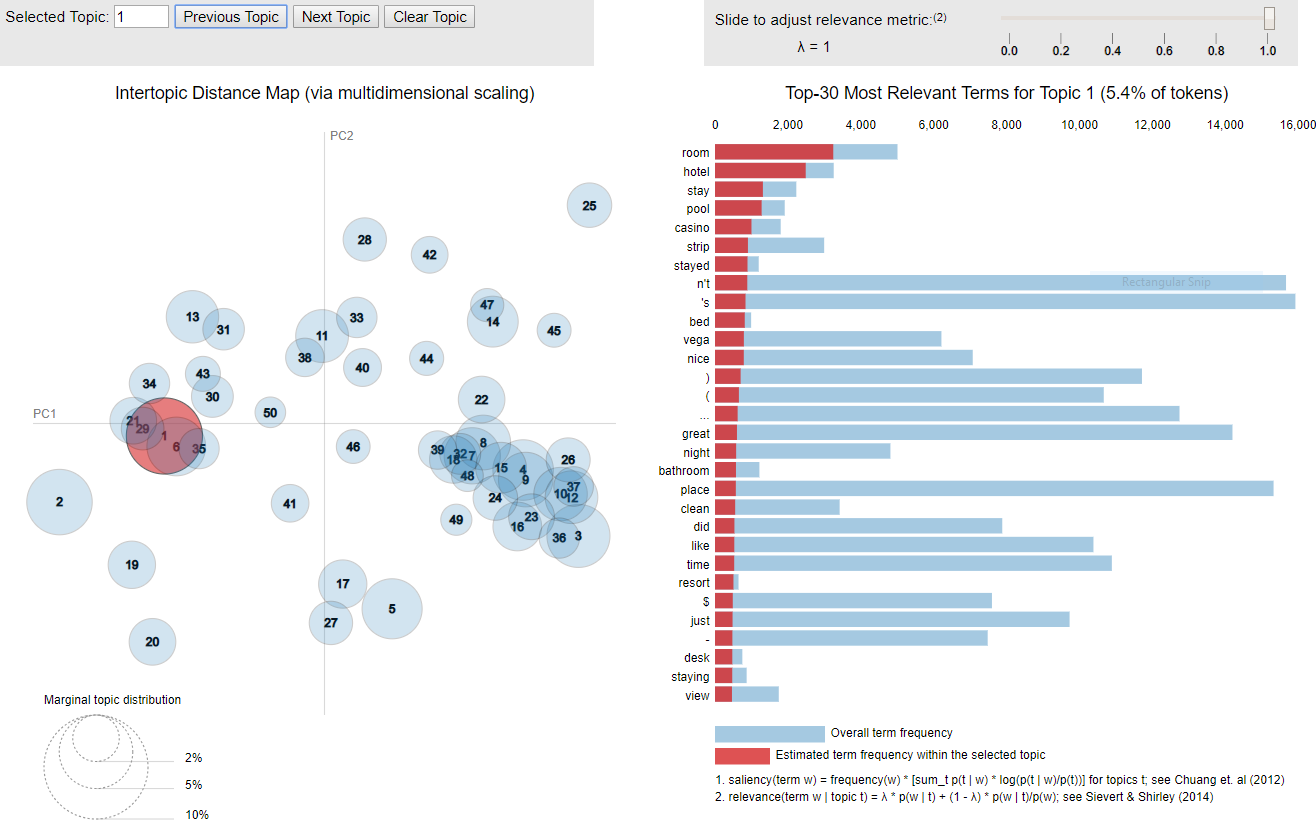 Selected Topic: 1 Previous Topic Next Topic Clear Topic
Slide to adjust relevance metric:(2)
λ = 1
0.0 0.2 0.4 0.6 0.8 1.0
Intertopic Distance Map (via multidimensional scaling)
PC2
PC1
25
28
42
13
31
33
11
47
14
45
38
40
44
43
34
30
22
50
21
29
1
6
35
46
39
18
32
7
8
48
15
4
9
26
2
41
24
10
37
12
49
16
23
36
3
19
17
5
27
20
Marginal topic distribution
2%
5%
10%
Top-30 Most Relevant Terms for Topic 1 (5.4% of tokens)
0 2,000 4,000 6,000 8,000 10,000 12,000 14,000 16,000
room
hotel
stay
pool
casino
strip
stayed
n't
Rectangular Snip
's
bed
vega
nice
)
(
...
great
night
bathroom
place
clean
did
like
time
resort
$
just
-
desk
staying
view
Overall term frequency
Estimated term frequency within the selected topic
1. saliency(term w) = frequency(w) * [sum_t p(t | w) * log(p(t | w)/p(t))] for topics t; see Chuang et. al (2012)
2. relevance(term w | topic t) = λ * p(w | t) + (1 - λ) * p(w | t)/p(w); see Sievert & Shirley (2014)